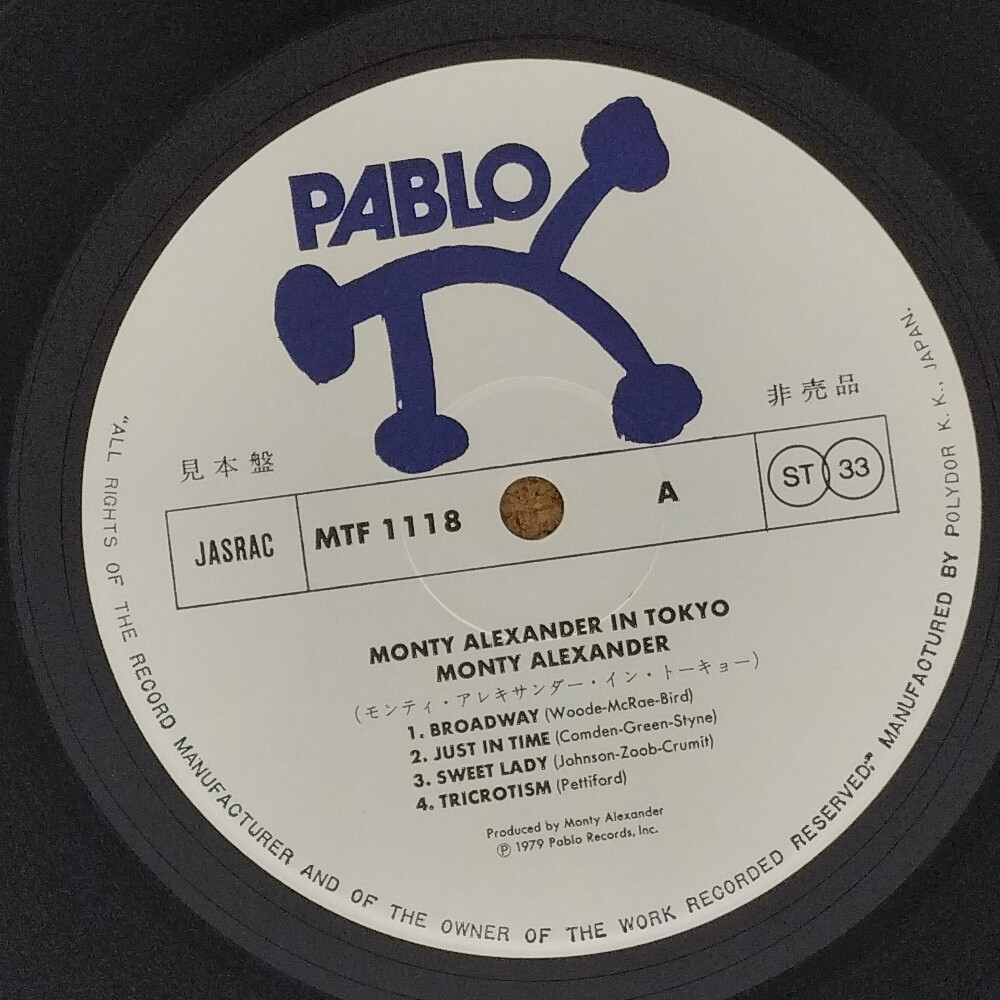 PABLO
見本盤
非売品
JASRAC
MTF 1118
A
ST 33
MONTY ALEXANDER IN TOKYO
MONTY ALEXANDER
(モンティ・アレキサンダー・イン・トーキョー)
1. BROADWAY (Woode-McRae-Bird)
2. JUST IN TIME (Comden-Green-Styne)
3. SWEET LADY (Johnson-Zoob-Crumit)
4. TRICROTISM (Pettiford)
Produced by Monty Alexander
Ⓟ 1979 Pablo Records, Inc.
"ALL RIGHTS OF THE RECORD MANUFACTURER AND OF THE OWNER OF THE WORK RECORDED RESERVED." MANUFACTURED BY POLYDOR K.K., JAPAN.